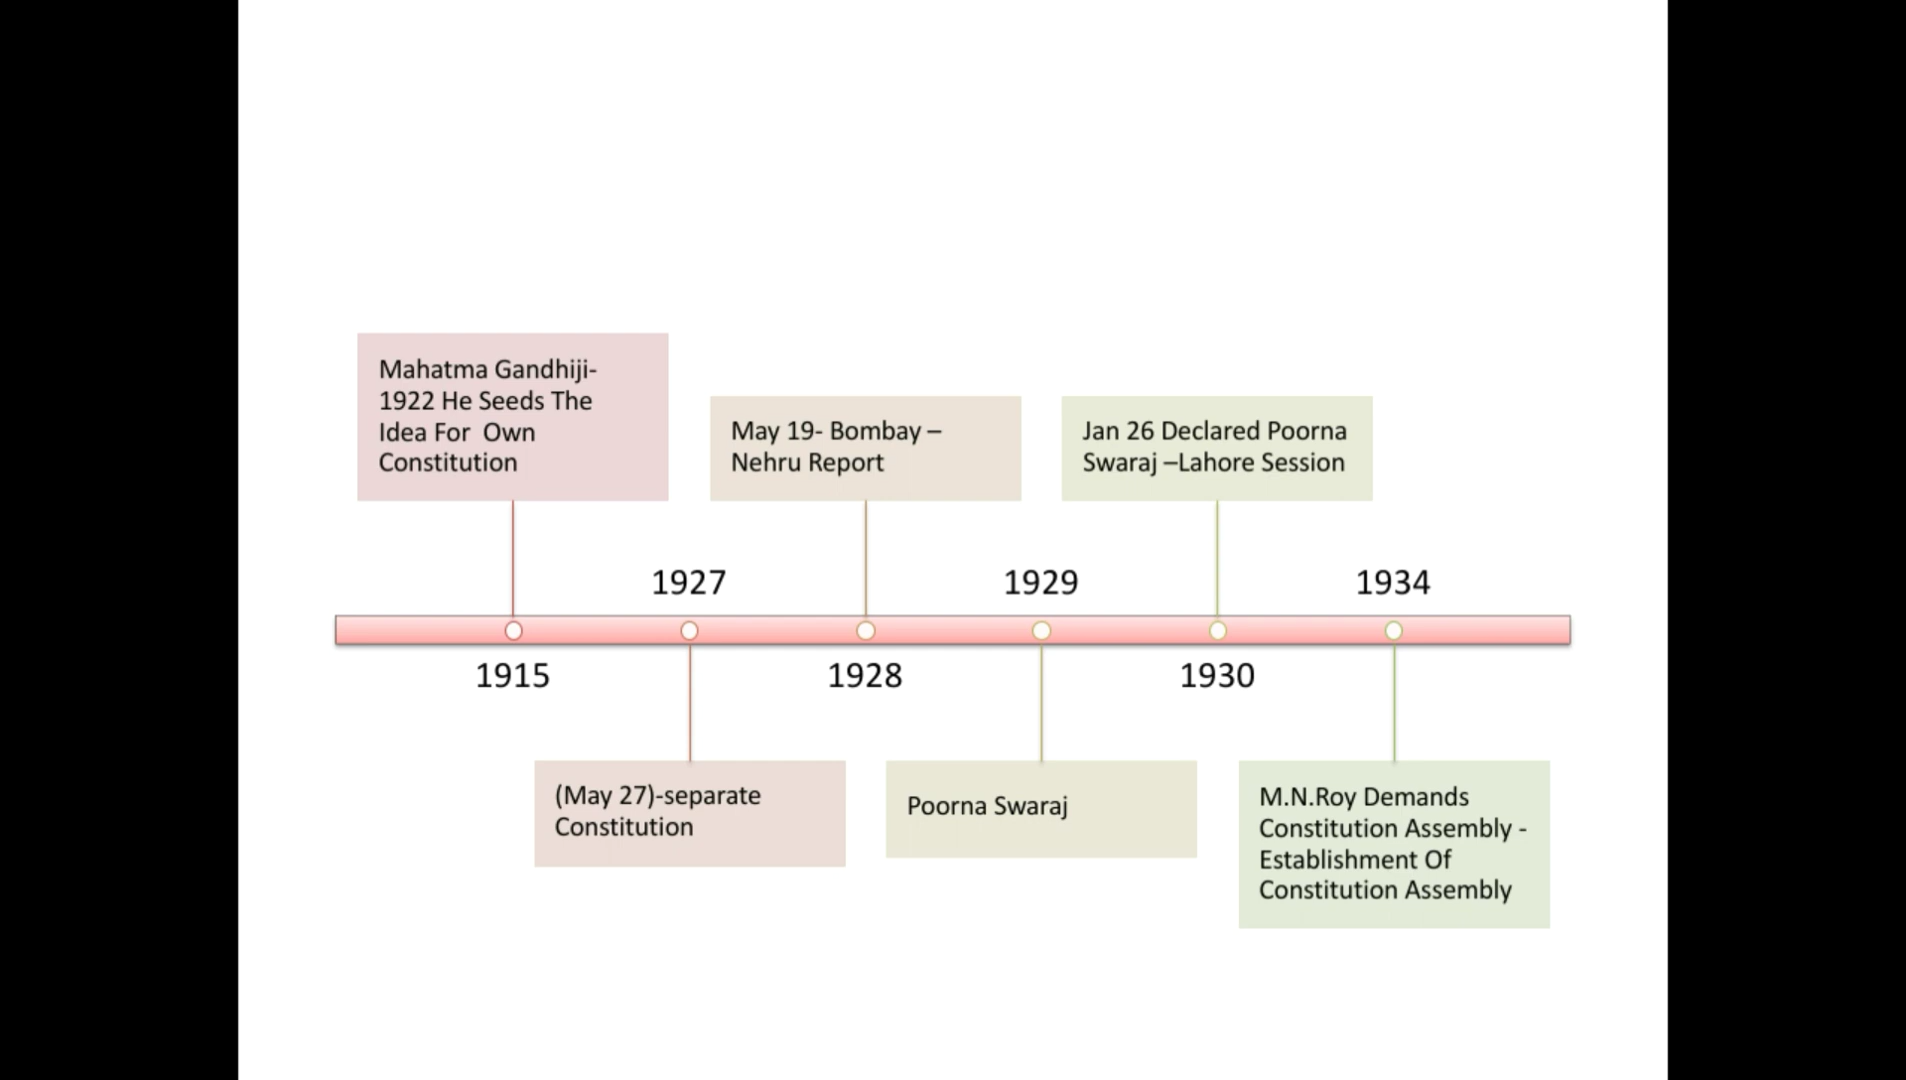 Mahatma Gandhiji-
1922 He Seeds The
Idea For  Own
Constitution
May 19- Bombay –
Nehru Report
Jan 26 Declared Poorna
Swaraj –Lahore Session
1927
1929
1934
1915
1928
1930
(May 27)-separate
Constitution
Poorna Swaraj
M.N.Roy Demands
Constitution Assembly -
Establishment Of
Constitution Assembly